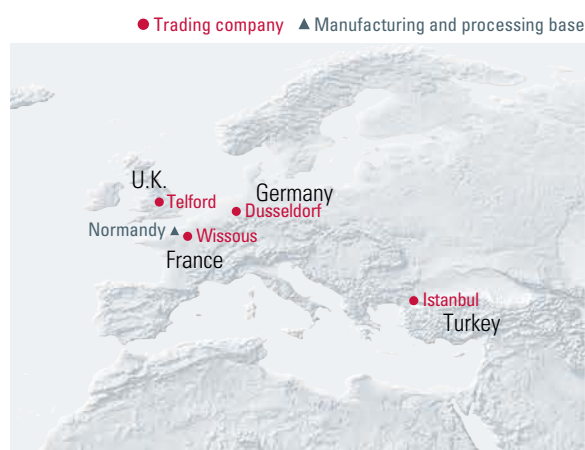 ● Trading company ▲ Manufacturing and processing base
U.K.
Telford
Germany
Dusseldorf
Normandy
Wissous
France
Istanbul
Turkey